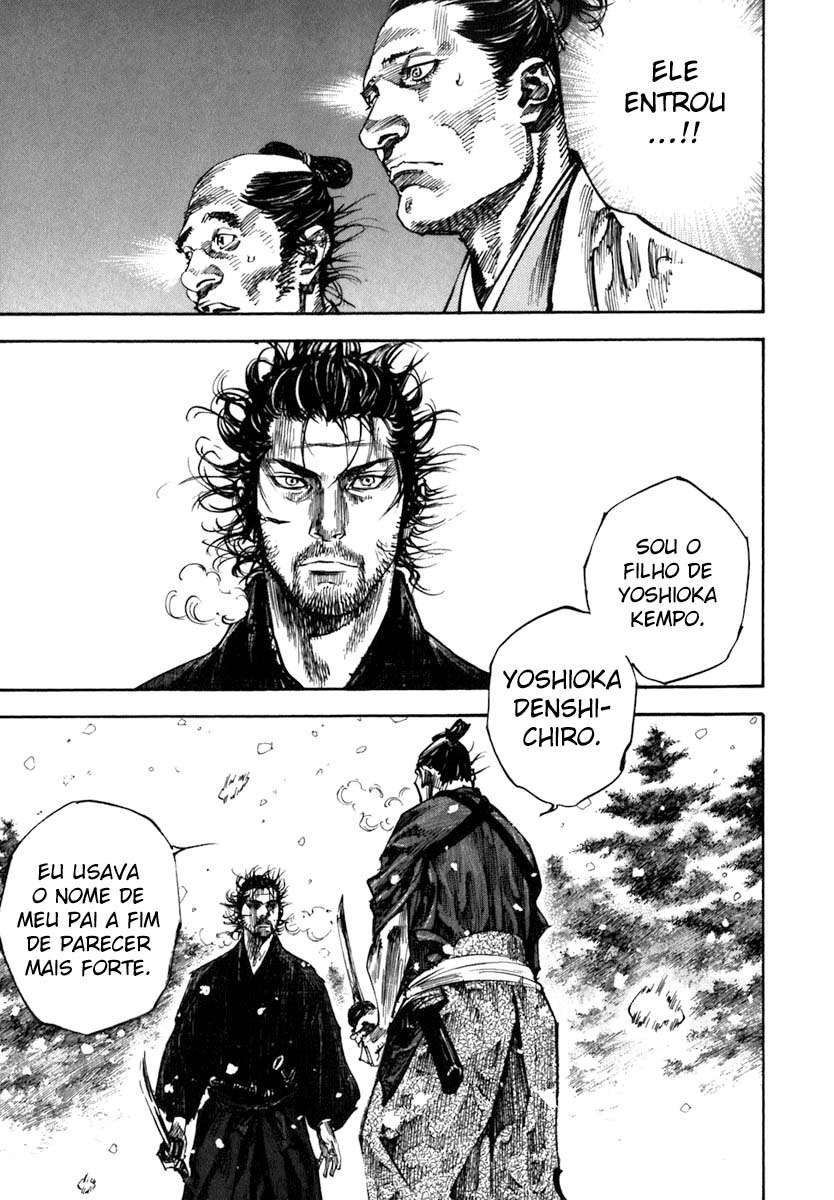 ELE
ENTROU
...!!
SOU O
FILHO DE
YOSHIOKA
KEMPO.
YOSHIOKA
DENSHI-
CHIRO.
EU USAVA
O NOME DE
MEU PAI A FIM
DE PARECER
MAIS FORTE.